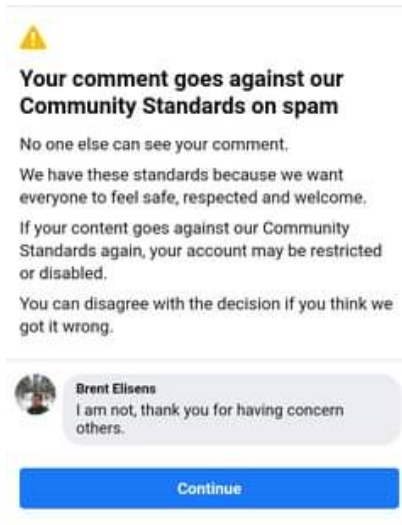 Your comment goes against our
Community Standards on spam
No one else can see your comment.
We have these standards because we want
everyone to feel safe, respected and welcome.
If your content goes against our Community
Standards again, your account may be restricted
or disabled.
You can disagree with the decision if you think we
got it wrong.
Brent Elisens
I am not, thank you for having concern
others.
Continue